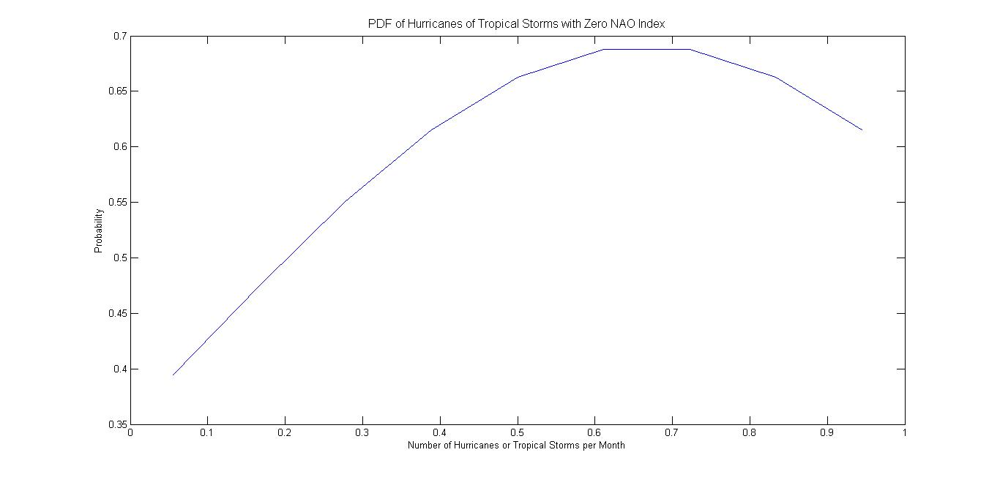 PDF of Hurricanes of Tropical Storms with Zero NAO Index
0.7
0.65
0.6
0.55
0.5
0.45
0.4
0.35
Probability
0 0.1 0.2 0.3 0.4 0.5 0.6 0.7 0.8 0.9 1
Number of Hurricanes or Tropical Storms per Month